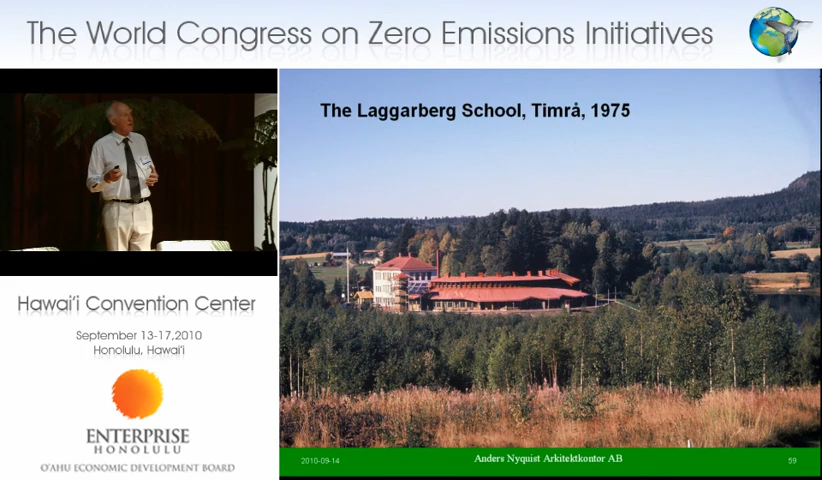 The World Congress on Zero Emissions Initiatives
The Laggarberg School, Timrå, 1975
Hawai'i Convention Center
September 13-17,2010
Honolulu, Hawai'i
ENTERPRISE
HONOLULU
O'AHU ECONOMIC DEVELOPMENT BOARD
2010-09-14
Anders Nyquist Arkitektkontor AB
59